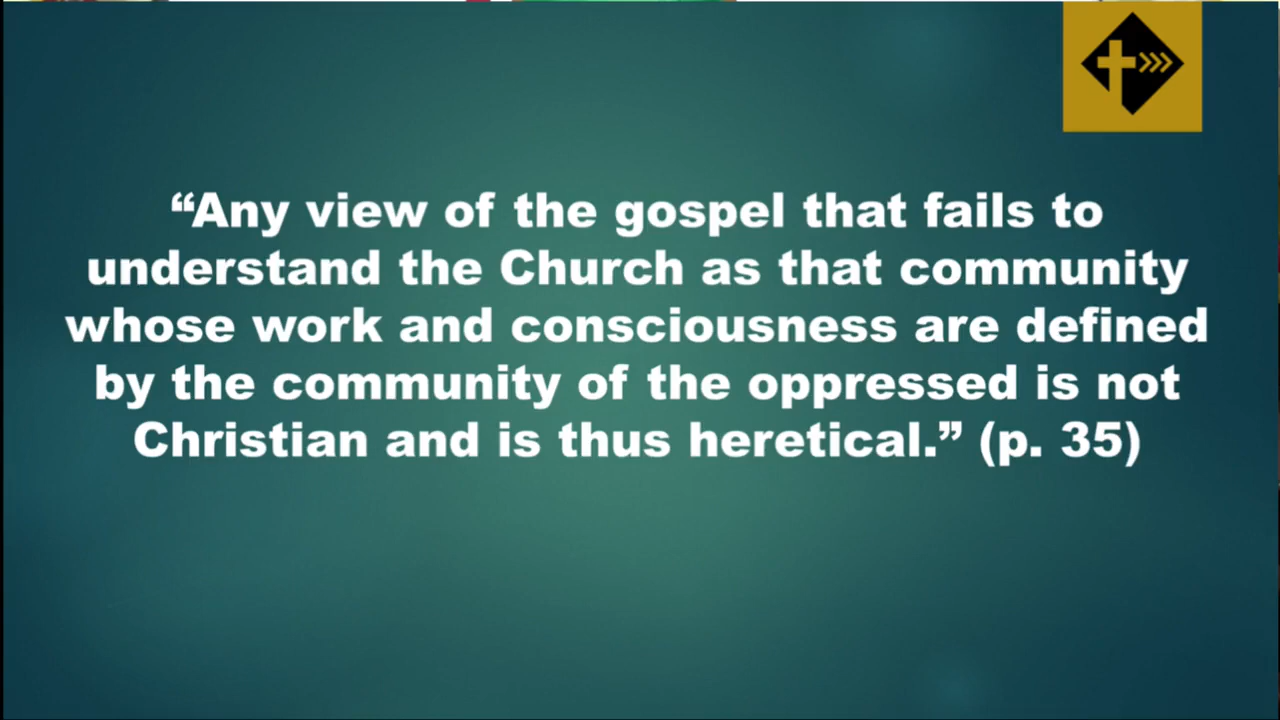 “Any view of the gospel that fails to
understand the Church as that community
whose work and consciousness are defined
by the community of the oppressed is not
Christian and is thus heretical.” (p. 35)